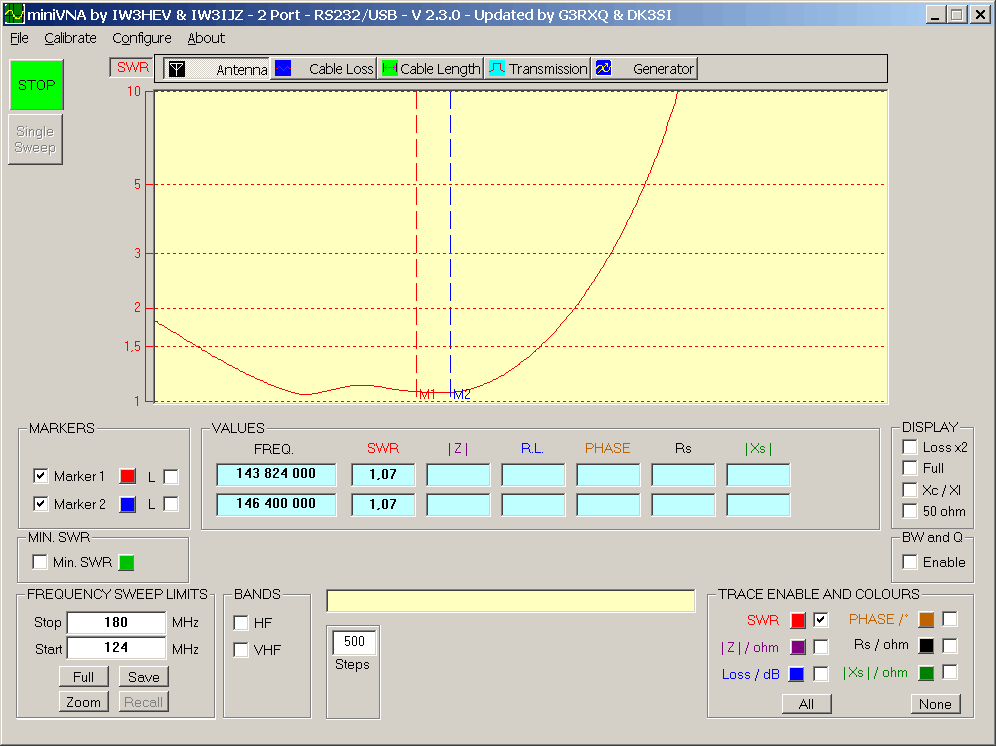 miniVNA by IW3HEV & IW3IJZ - 2 Port - RS232/USB - V 2.3.0 - Updated by G3RXQ & DK3SI
File Calibrate Configure About
STOP
Single
Sweep
SWR Antenna Cable Loss Cable Length Transmission Generator
10
5
3
2
1,5
1
M1 M2
MARKERS
Marker 1 L
Marker 2 L
VALUES
FREQ. SWR |Z| R.L. PHASE Rs |Xs|
143 824 000 1,07
146 400 000 1,07
DISPLAY
Loss x2
Full
Xc / Xl
50 ohm
MIN. SWR
Min. SWR
BW and Q
Enable
FREQUENCY SWEEP LIMITS
Stop 180 MHz
Start 124 MHz
Full Save
Zoom Recall
BANDS
HF
VHF
500
Steps
TRACE ENABLE AND COLOURS
SWR PHASE /°
|Z| / ohm Rs / ohm
Loss / dB |Xs| / ohm
All None